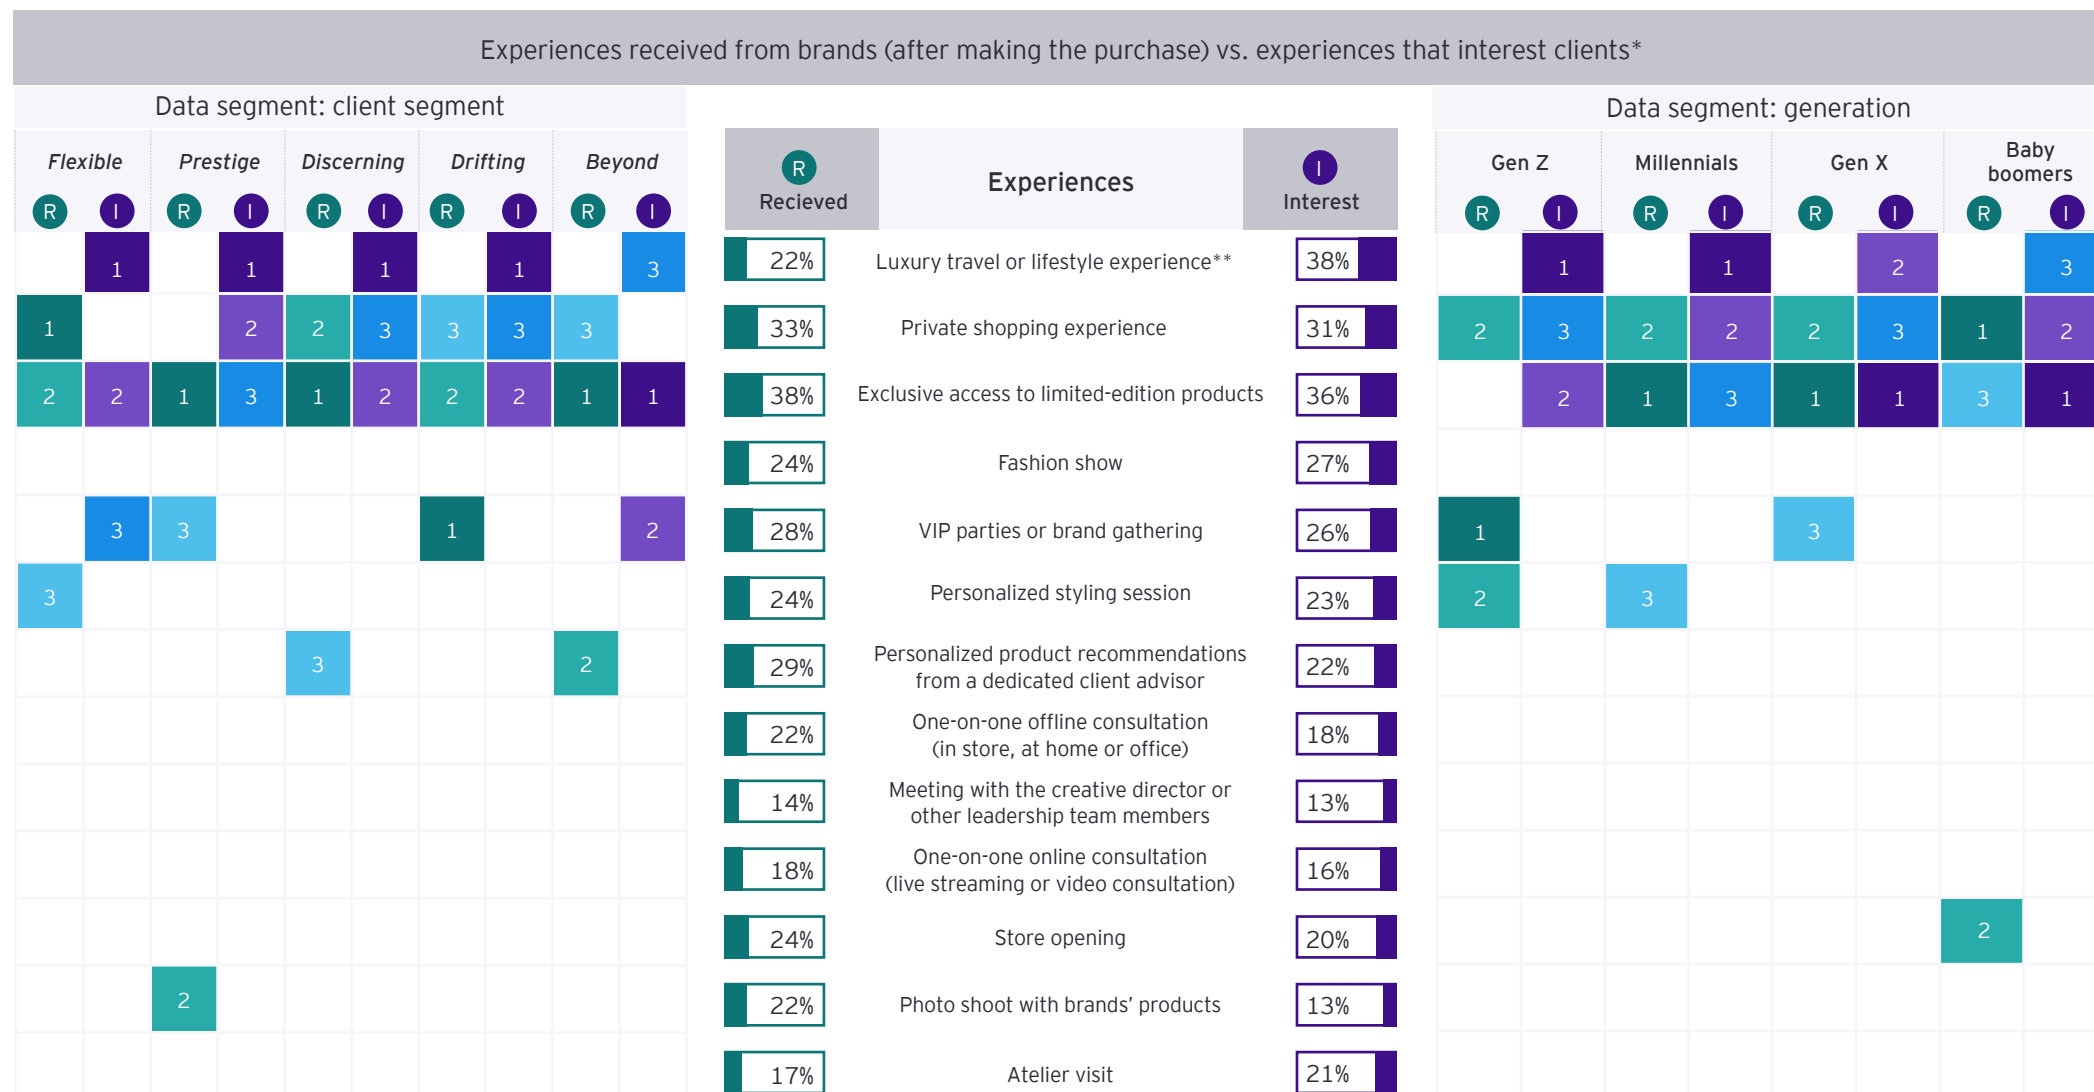 Experiences received from brands (after making the purchase) vs. experiences that interest clients*
Data segment: client segment
Data segment: generation
Flexible Prestige Discerning Drifting Beyond
R Recieved Experiences I Interest
Gen Z Millennials Gen X Baby boomers
R I R I R I R I R I
R I R I R I R I
1 1 1 1 3 22% Luxury travel or lifestyle experience** 38% 1 1 2 3
1 2 2 3 3 3 3 33% Private shopping experience 31% 2 3 2 2 2 3 1 2
2 2 1 3 1 2 2 2 1 1 38% Exclusive access to limited-edition products 36% 2 1 3 1 1 3 1
24% Fashion show 27%
3 3 1 2 28% VIP parties or brand gathering 26% 1 3
3 24% Personalized styling session 23% 2 3
3 2 29% Personalized product recommendations
from a dedicated client advisor 22%
22% One-on-one offline consultation
(in store, at home or office) 18%
14% Meeting with the creative director or
other leadership team members 13%
18% One-on-one online consultation
(live streaming or video consultation) 16%
24% Store opening 20% 2
2 22% Photo shoot with brands’ products 13%
17% Atelier visit 21%